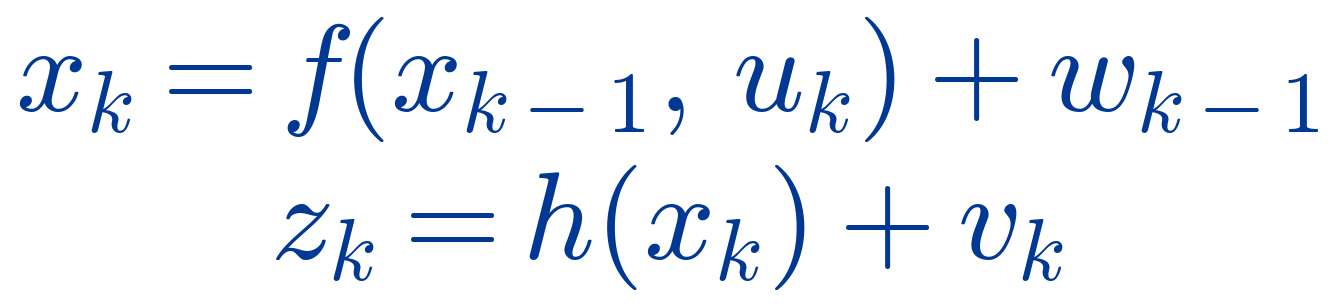 x_k = f(x_{k-1}, u_k) + w_{k-1}
z_k = h(x_k) + v_k